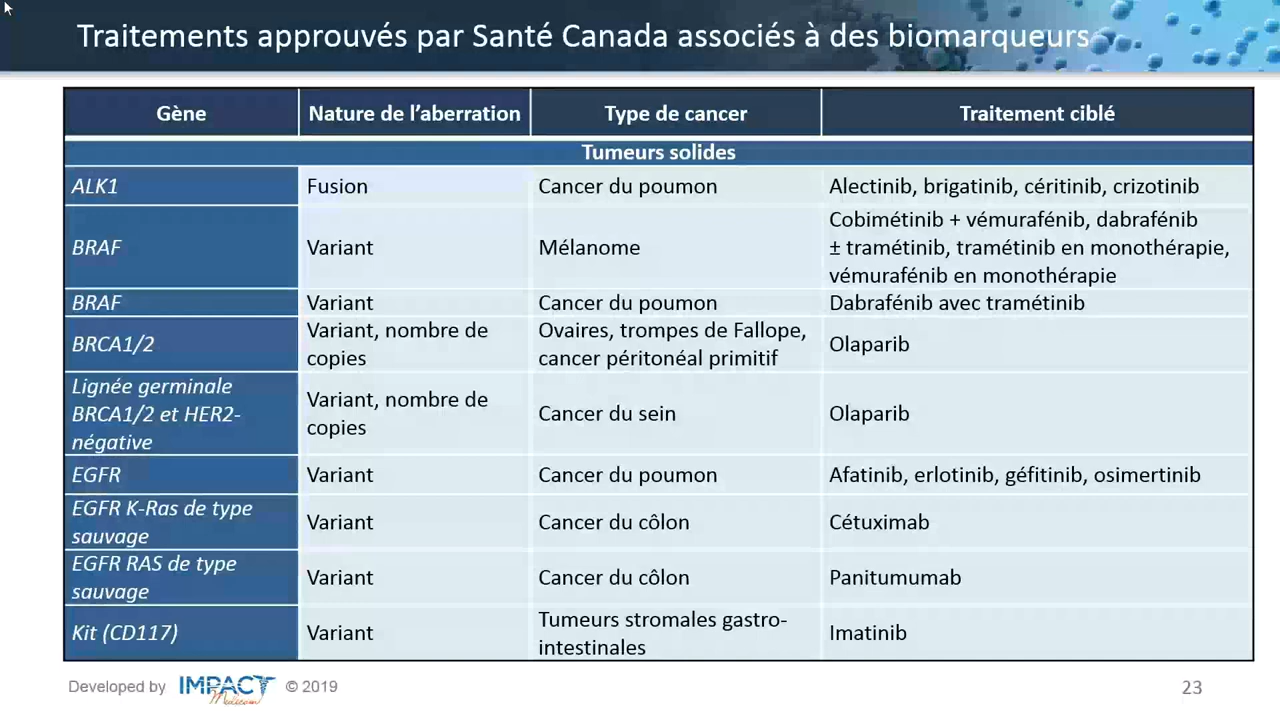 Traitements approuvés par Santé Canada associés à des biomarqueurs
Gène Nature de l'aberration Type de cancer Traitement ciblé
Tumeurs solides
ALK1 Fusion Cancer du poumon Alectinib, brigatinib, céritinib, crizotinib
BRAF Variant Mélanome Cobimétinib + vémurafénib, dabrafénib
± tramétinib, tramétinib en monothérapie,
vémurafénib en monothérapie
BRAF Variant Cancer du poumon Dabrafénib avec tramétinib
BRCA1/2 Variant, nombre de
copies Ovaires, trompes de Fallope,
cancer péritonéal primitif Olaparib
Lignée germinale
BRCA1/2 et HER2-
négative Variant, nombre de
copies Cancer du sein Olaparib
EGFR Variant Cancer du poumon Afatinib, erlotinib, géfitinib, osimertinib
EGFR K-Ras de type
sauvage Variant Cancer du côlon Cétuximab
EGFR RAS de type
sauvage Variant Cancer du côlon Panitumumab
Kit (CD117) Variant Tumeurs stromales gastro-
intestinales Imatinib
Developed by IMPACT Medicom © 2019 23